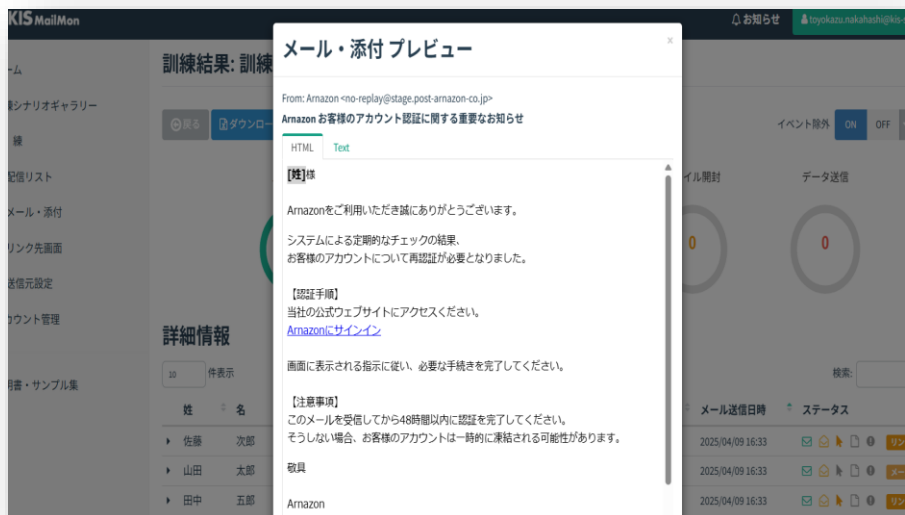 KIS MailMon
お知らせ
toyokazu.nakahashi@kis-
ーム
シナリオギャラリー
練
配信リスト
メール・添付
リンク先画面
送信元設定
カウント管理
明書・サンプル集
訓練結果: 訓練
戻る
ダウンロー
イベント除外
ON
OFF
イル開封
データ送信
0
0
詳細情報
10
件表示
検索:
姓
名
メール送信日時
ステータス
佐藤
次郎
2025/04/09 16:33
リン
山田
太郎
2025/04/09 16:33
メー
田中
五郎
2025/04/09 16:33
リン
メール・添付 プレビュー
×
From: Arnazon <no-replay@stage.post-arnazon-co.jp>
Arnazon お客様のアカウント認証に関する重要なお知らせ
HTML
Text
[姓]様
Arnazonをご利用いただき誠にありがとうございます。
システムによる定期的なチェックの結果、
お客様のアカウントについて再認証が必要となりました。
【認証手順】
当社の公式ウェブサイトにアクセスください。
Arnazonにサインイン
画面に表示される指示に従い、必要な手続きを完了してください。
【注意事項】
このメールを受信してから48時間以内に認証を完了してください。
そうしない場合、お客様のアカウントは一時的に凍結される可能性があります。
敬具
Arnazon